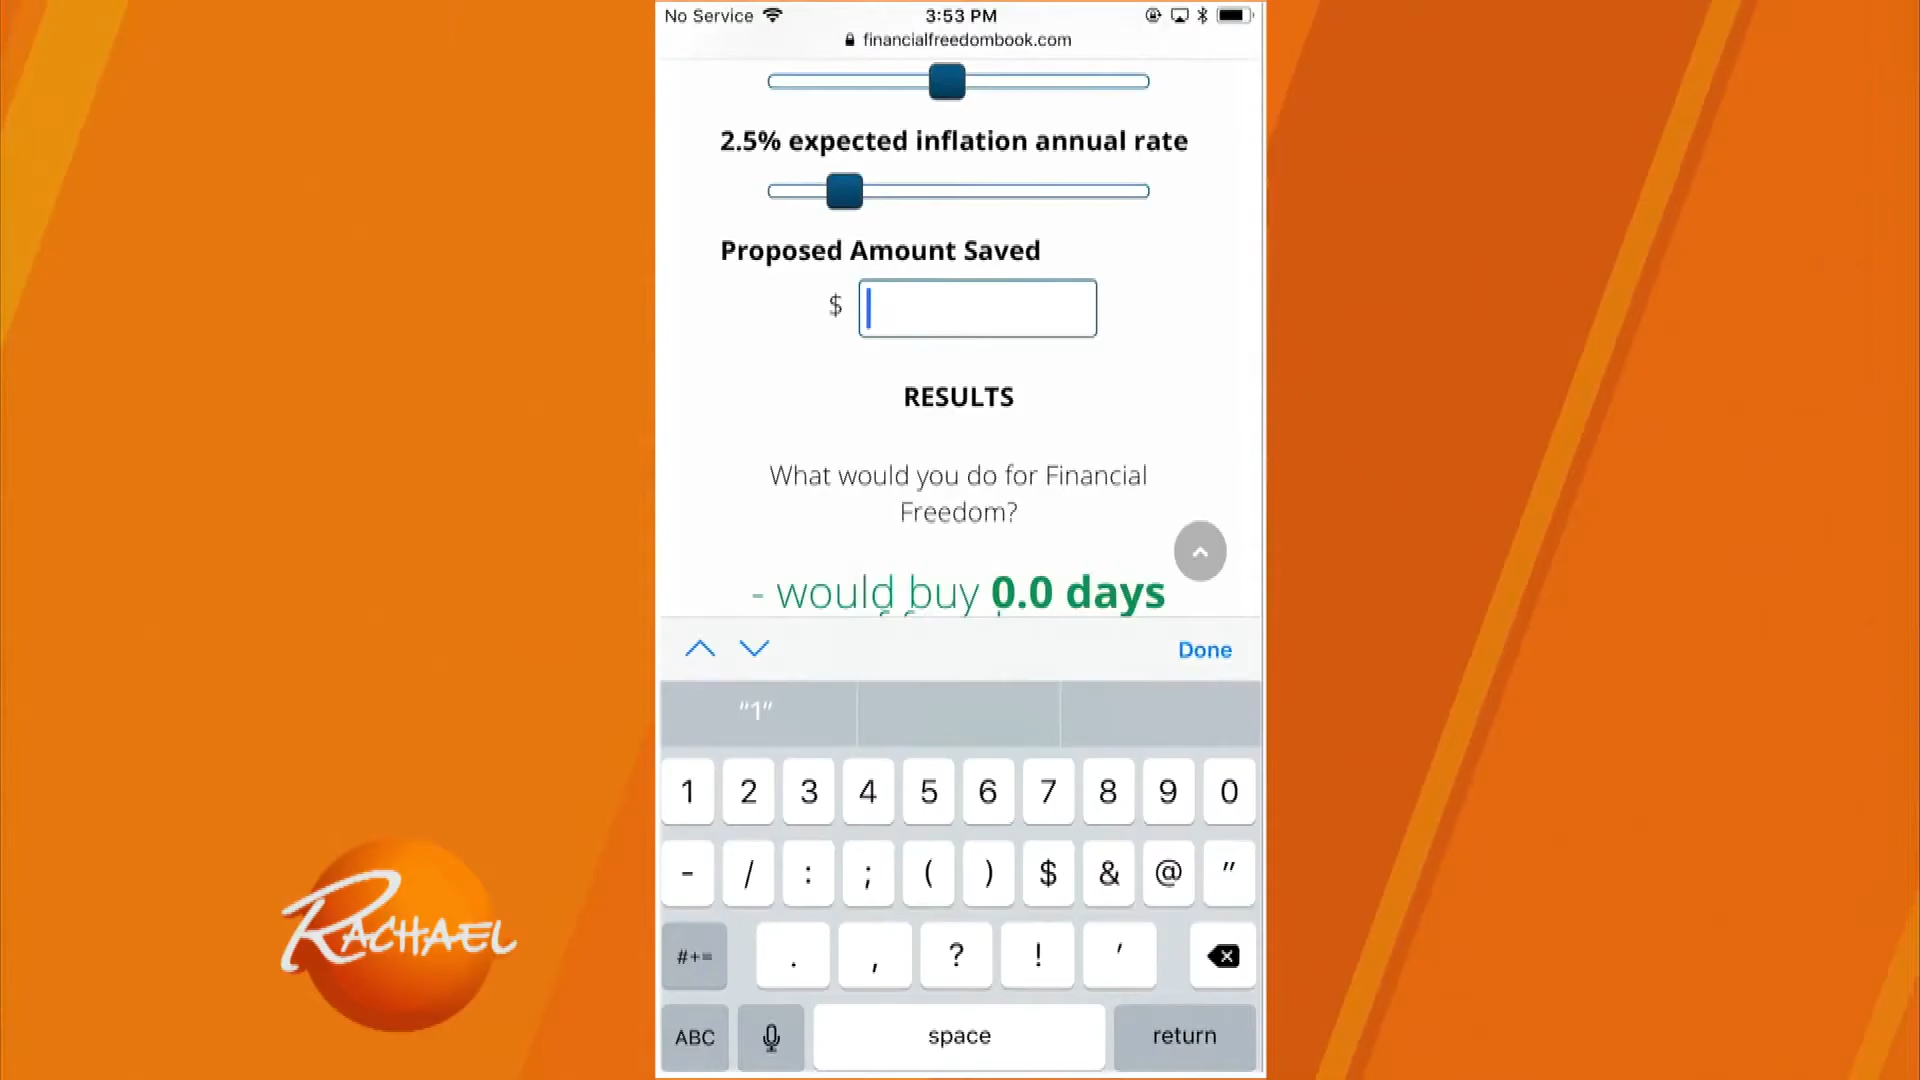 No Service
3:53 PM
financialfreedombook.com
2.5% expected inflation annual rate
Proposed Amount Saved
$
RESULTS
What would you do for Financial
Freedom?
- would buy 0.0 days
Done
“1”
1 2 3 4 5 6 7 8 9 0
- / : ; ( ) $ & @ "
#+= . , ? ! '
ABC space return
RACHAEL